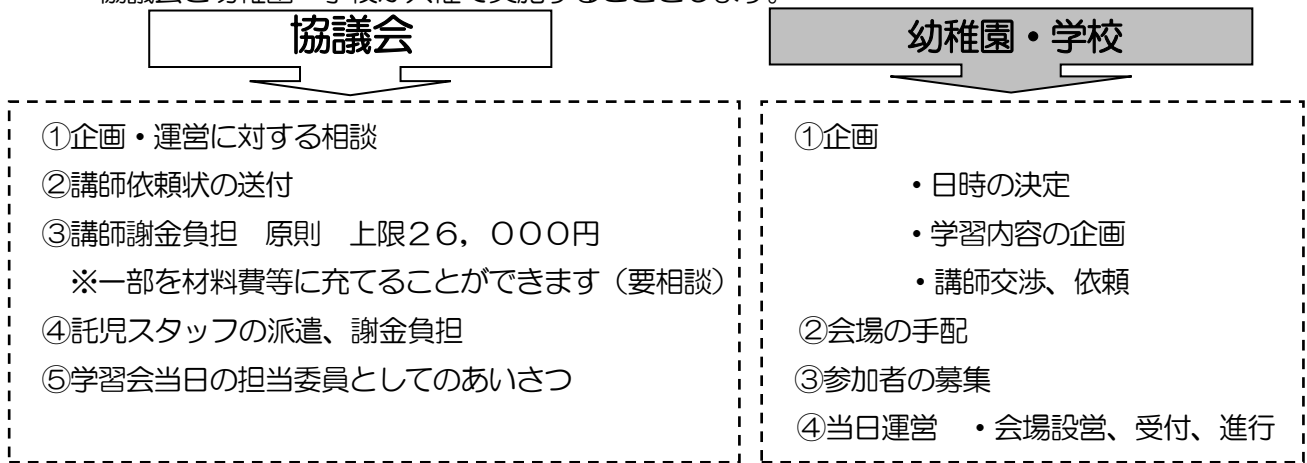 協議会と幼稚園・学校が共催で実施することとします。
協議会
①企画・運営に対する相談
②講師依頼状の送付
③講師謝金負担　原則　上限２６，０００円
※一部を材料費等に充てることができます（要相談）
④託児スタッフの派遣、謝金負担
⑤学習会当日の担当委員としてのあいさつ
幼稚園・学校
①企画
・日時の決定
・学習内容の企画
・講師交渉、依頼
②会場の手配
③参加者の募集
④当日運営　・会場設営、受付、進行